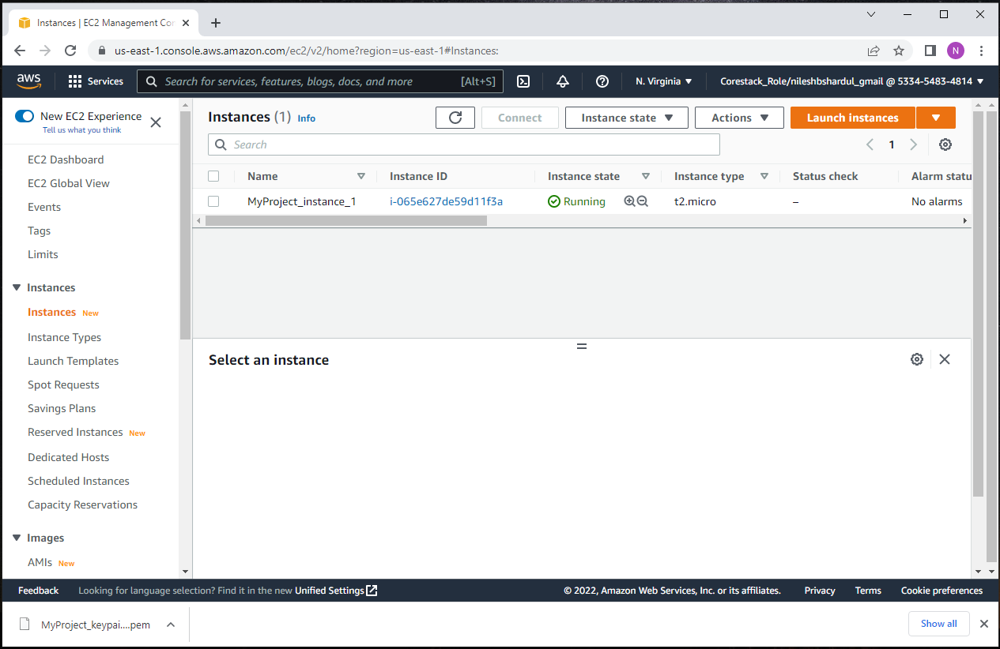 Instances | EC2 Management Con
us-east-1.console.aws.amazon.com/ec2/v2/home?region=us-east-1#Instances:
N
aws
Services
Search for services, features, blogs, docs, and more [Alt+S]
N. Virginia
Corestack_Role/nileshbshardul_gmail @ 5334-5483-4814
New EC2 Experience
Tell us what you think
EC2 Dashboard
EC2 Global View
Events
Tags
Limits
Instances
Instances New
Instance Types
Launch Templates
Spot Requests
Savings Plans
Reserved Instances New
Dedicated Hosts
Scheduled Instances
Capacity Reservations
Images
AMIs New
Instances (1) Info
Connect
Instance state
Actions
Launch instances
Search
1
Name Instance ID Instance state Instance type Status check Alarm statu
MyProject_instance_1 i-065e627de59d11f3a Running t2.micro – No alarms
Select an instance
Feedback Looking for language selection? Find it in the new Unified Settings
© 2022, Amazon Web Services, Inc. or its affiliates. Privacy Terms Cookie preferences
MyProject_keypai....pem
Show all